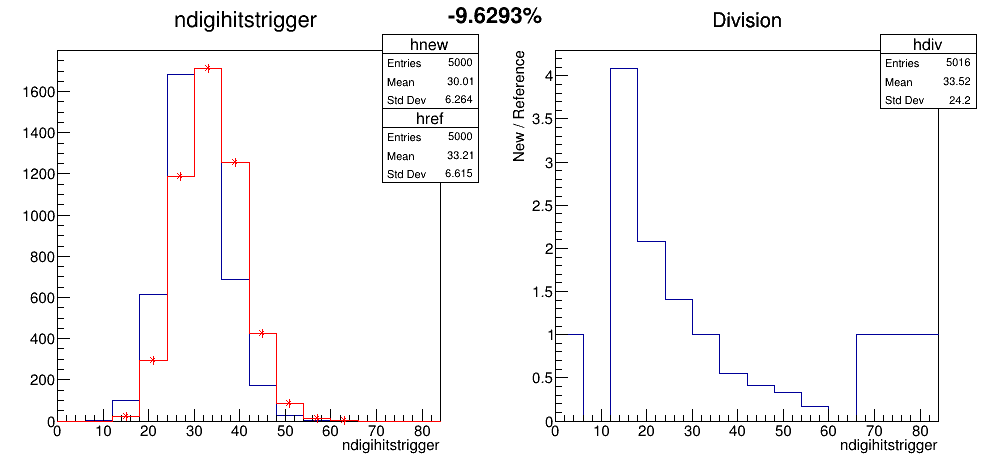 ndigihitstrigger
-9.6293%
Division
hnew
Entries 5000
Mean 30.01
Std Dev 6.264
href
Entries 5000
Mean 33.21
Std Dev 6.615
1600
1400
1200
1000
800
600
400
200
0
0 10 20 30 40 50 60 70 80
ndigihitstrigger
hdiv
Entries 5016
Mean 33.52
Std Dev 24.2
New / Reference
4
3.5
3
2.5
2
1.5
1
0.5
0
0 10 20 30 40 50 60 70 80
ndigihitstrigger